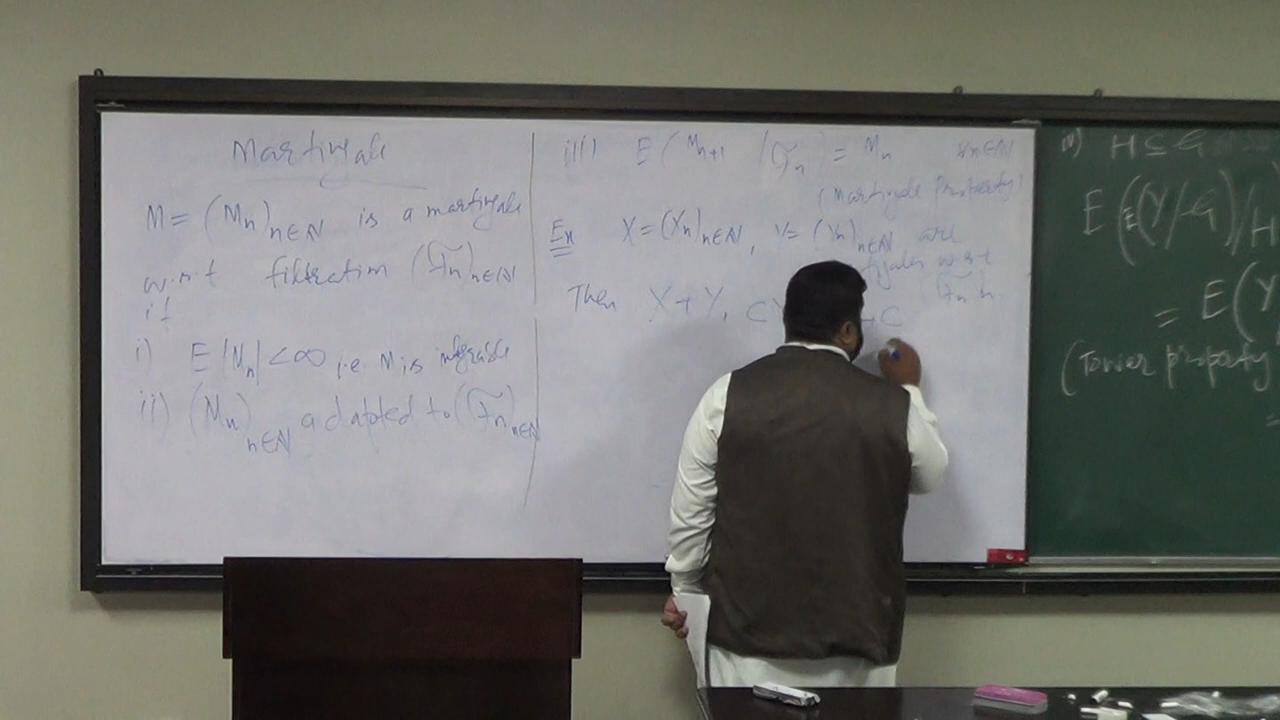 Martingale
M = (Mn)n∈ℕ is a martingale
w.r.t filtration (ℱn)n∈ℕ
if
i) E|Mn| < ∞ i.e. M is integrable
ii) (Mn)n∈ℕ adapted to (ℱn)n∈ℕ
iii) E(Mn+1 / ℱn) = Mn ∀n∈ℕ
(Martingale Property)
Ex X = (Xn)n∈ℕ, Y = (Yn)n∈ℕ are
w.r.t
Then X+Y, C
iv) H ⊆ G
E(E(Y/G)/H
= E(Y
(Tower property
=